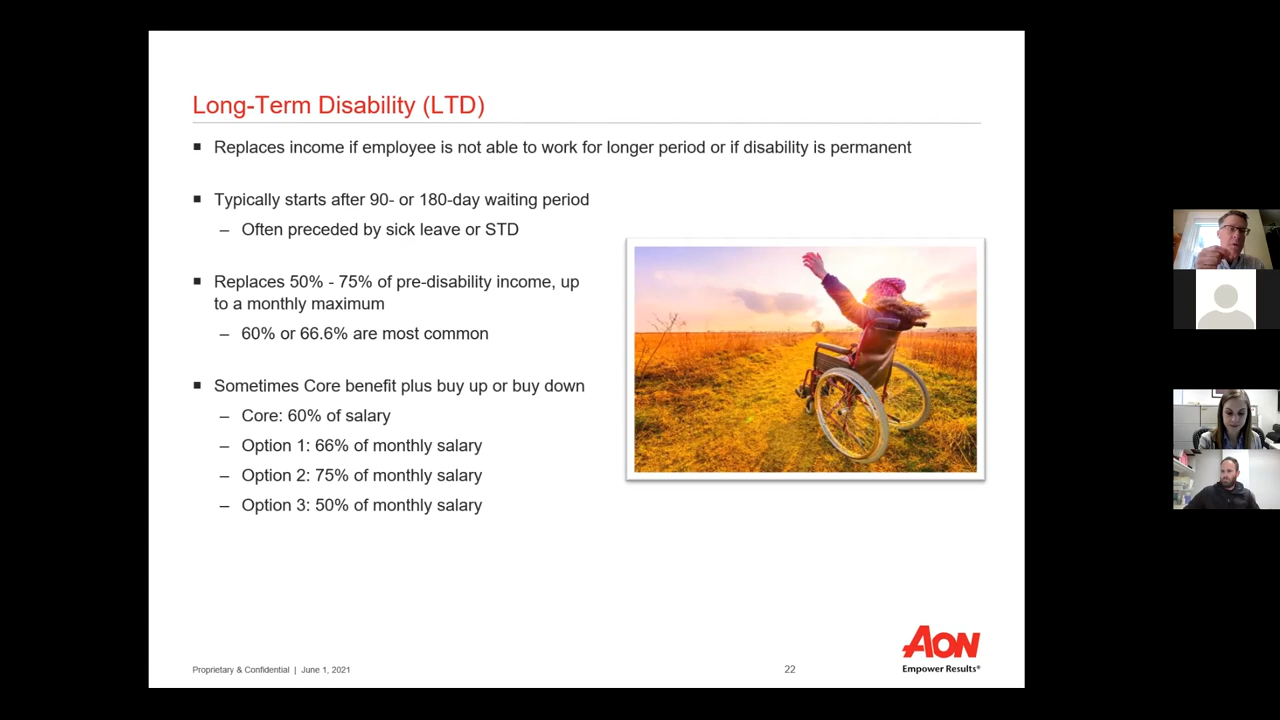 Long-Term Disability (LTD)
▪ Replaces income if employee is not able to work for longer period or if disability is permanent
▪ Typically starts after 90- or 180-day waiting period
– Often preceded by sick leave or STD
▪ Replaces 50% - 75% of pre-disability income, up
to a monthly maximum
– 60% or 66.6% are most common
▪ Sometimes Core benefit plus buy up or buy down
– Core: 60% of salary
– Option 1: 66% of monthly salary
– Option 2: 75% of monthly salary
– Option 3: 50% of monthly salary
AON
Empower Results®
Proprietary & Confidential | June 1, 2021
22